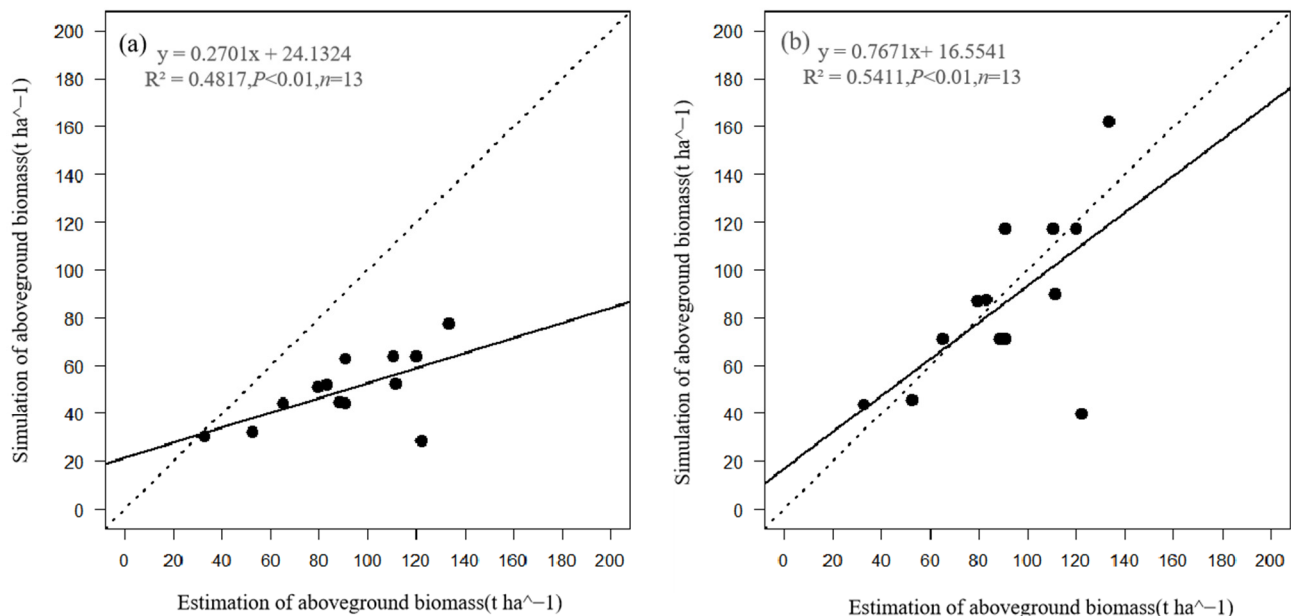 (a)
y = 0.2701x + 24.1324
R² = 0.4817,P<0.01,n=13
Simulation of aboveground biomass(t ha^−1)
200
180
160
140
120
100
80
60
40
20
0
0 20 40 60 80 100 120 140 160 180 200
Estimation of aboveground biomass(t ha^−1)
(b)
y = 0.7671x+ 16.5541
R² = 0.5411,P<0.01,n=13
Simulation of aboveground biomass(t ha^−1)
200
180
160
140
120
100
80
60
40
20
0
0 20 40 60 80 100 120 140 160 180 200
Estimation of aboveground biomass(t ha^−1)